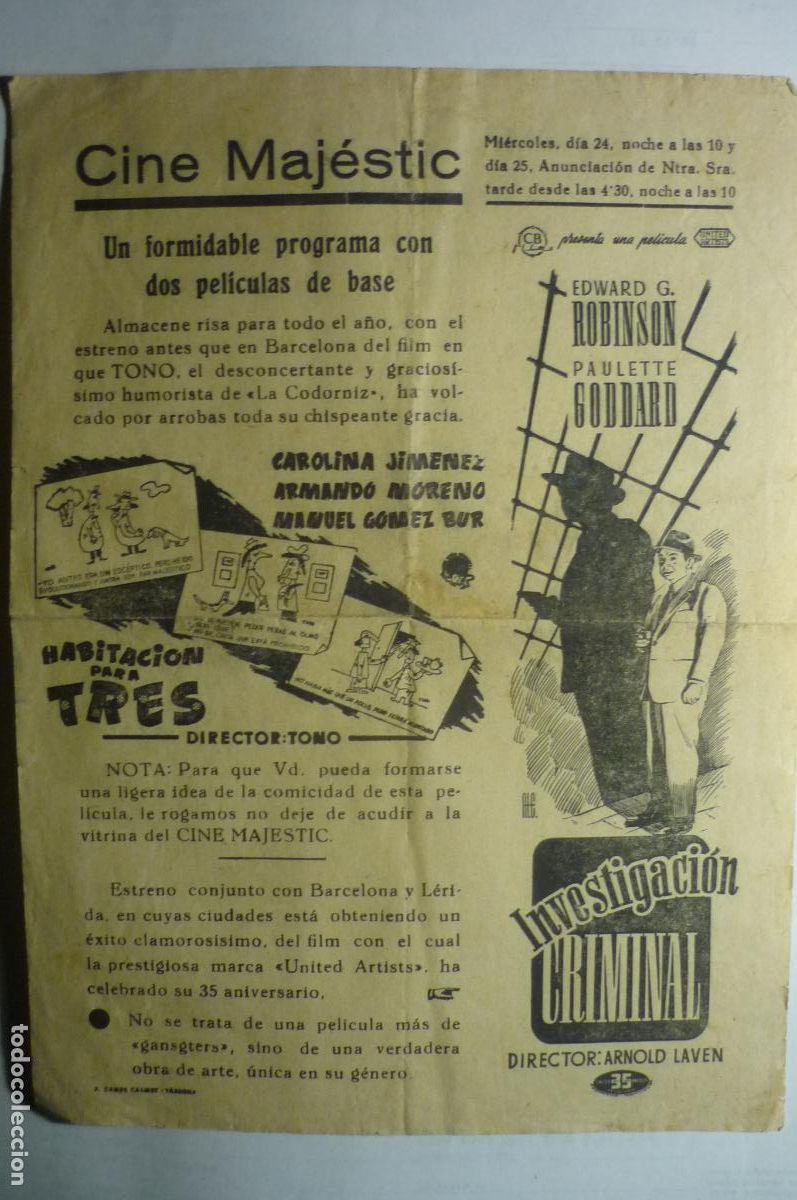 Cine Majéstic
Miércoles, día 24, noche a las 10 y
día 25, Anunciación de Ntra. Sra.
tarde desde las 4'30, noche a las 10
Un formidable programa con
dos películas de base
Almacene risa para todo el año, con el
estreno antes que en Barcelona del film en
que TONO, el desconcertante y graciosí-
simo humorista de «La Codorniz», ha vol-
cado por arrobas toda su chispeante gracia.
CAROLINA JIMENEZ
ARMANDO MORENO
MANUEL GOMEZ BUR
HABITACION
PARA
TRES
DIRECTOR: TONO
NOTA: Para que Vd. pueda formarse
una ligera idea de la comicidad de esta pe-
lícula, le rogamos no deje de acudir a la
vitrina del CINE MAJESTIC.
Estreno conjunto con Barcelona y Léri-
da, en cuyas ciudades está obteniendo un
éxito clamorosisimo, del film con el cual
la prestigiosa marca «United Artists», ha
celebrado su 35 aniversario,
No se trata de una película más de
«gansgters», sino de una verdadera
obra de arte, única en su género.
CB presenta una película UNITED ARTISTS
EDWARD G.
ROBINSON
PAULETTE
GODDARD
Investigación
CRIMINAL
DIRECTOR: ARNOLD LAVEN
35
todocoleccion